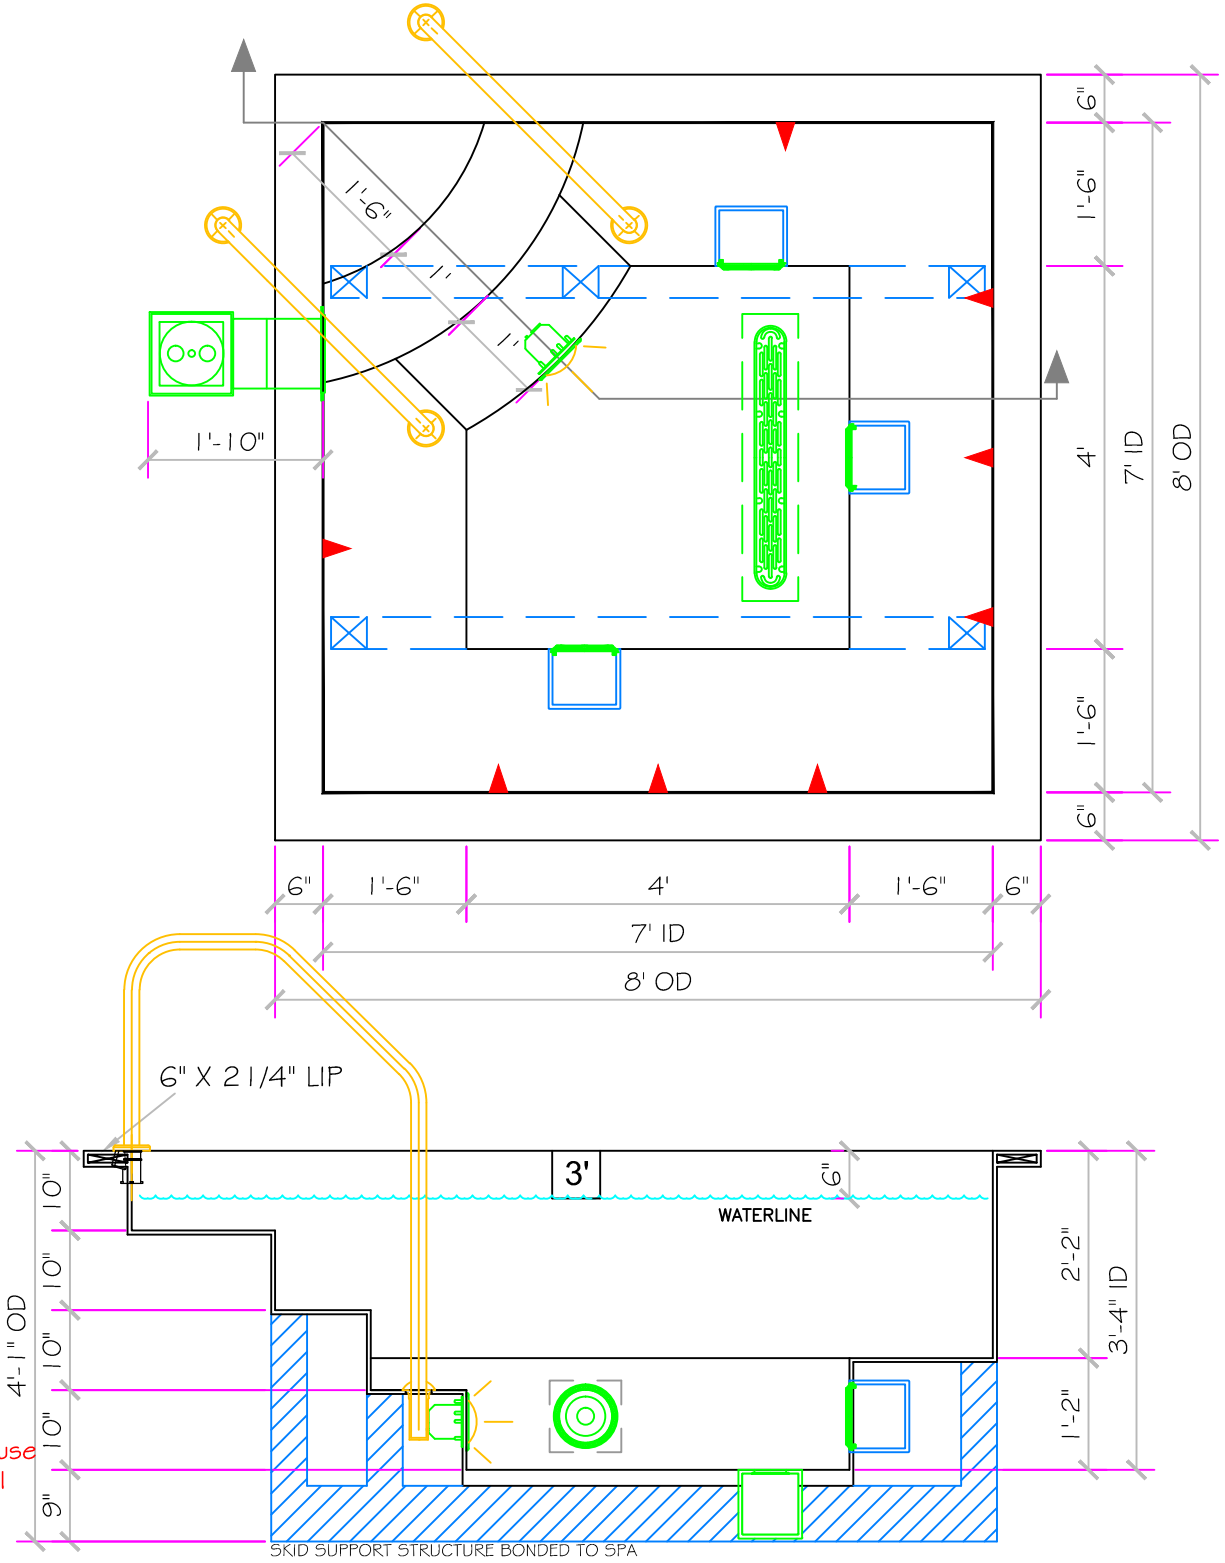 6"
1'-6"
1'-6"
1'
1'
1'-10"
4'
7' ID
8' OD
1'-6"
6"
6"
1'-6"
4'
1'-6"
6"
7' ID
8' OD
6" X 2 1/4" LIP
3'
6"
WATERLINE
10"
10"
10"
10"
9"
4'-1" OD
2'-2"
3'-4" ID
1'-2"
use
SKID SUPPORT STRUCTURE BONDED TO SPA